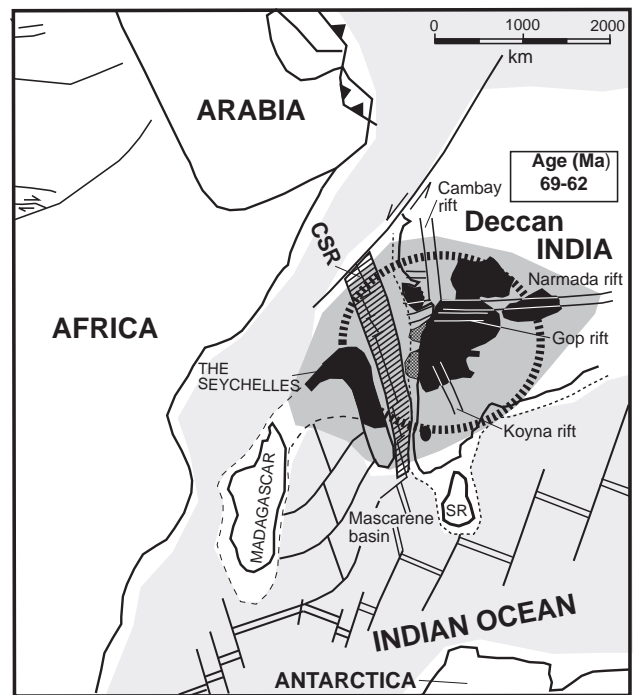 0 1000 2000
km
ARABIA
Age (Ma)
69-62
Cambay
rift
Deccan
INDIA
CSR
Narmada rift
AFRICA
Gop rift
THE
SEYCHELLES
Koyna rift
MADAGASCAR
SR
Mascarene
basin
INDIAN OCEAN
ANTARCTICA